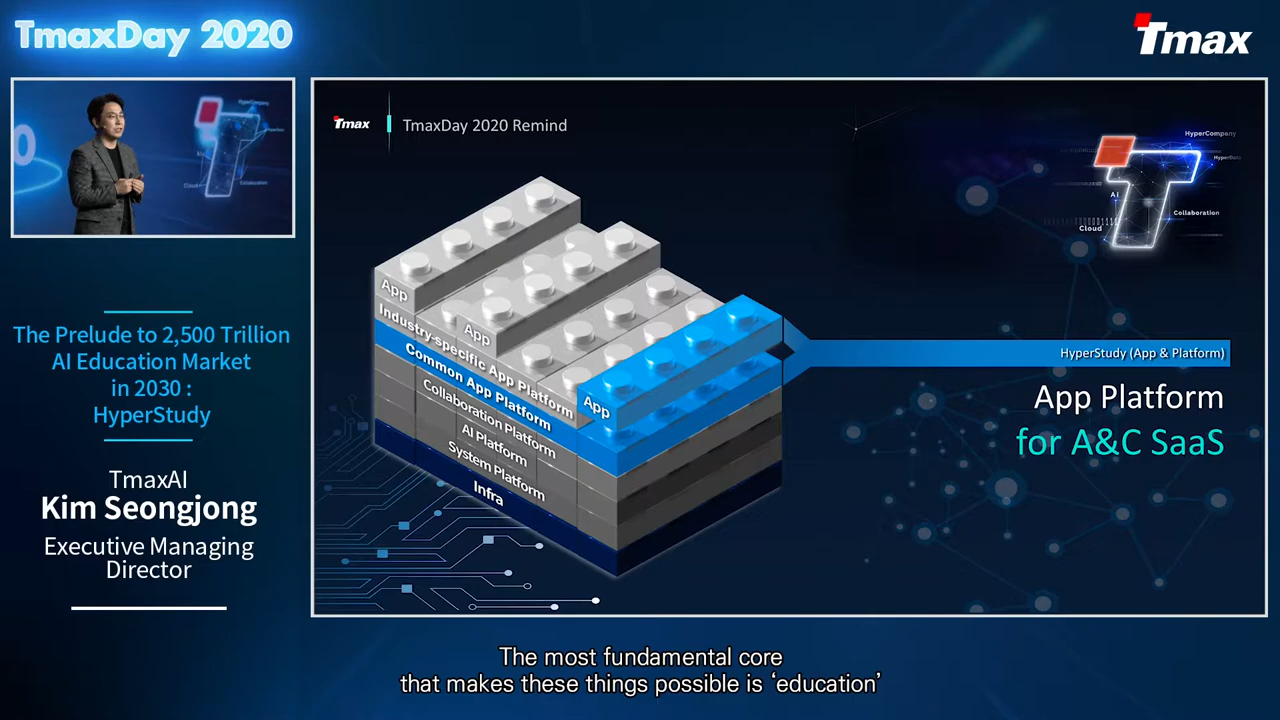 TmaxDay 2020
Tmax
Tmax
TmaxDay 2020 Remind
HyperCompany
HyperData
AI
Collaboration
Cloud
HyperCompany
Cloud
Collaboration
The Prelude to 2,500 Trillion
AI Education Market
in 2030 :
HyperStudy
TmaxAI
Kim Seongjong
Executive Managing
Director
App
App
App
Industry-specific App Platform
Common App Platform
Collaboration Platform
AI Platform
System Platform
Infra
HyperStudy (App & Platform)
App Platform
for A&C SaaS
The most fundamental core
that makes these things possible is ‘education’